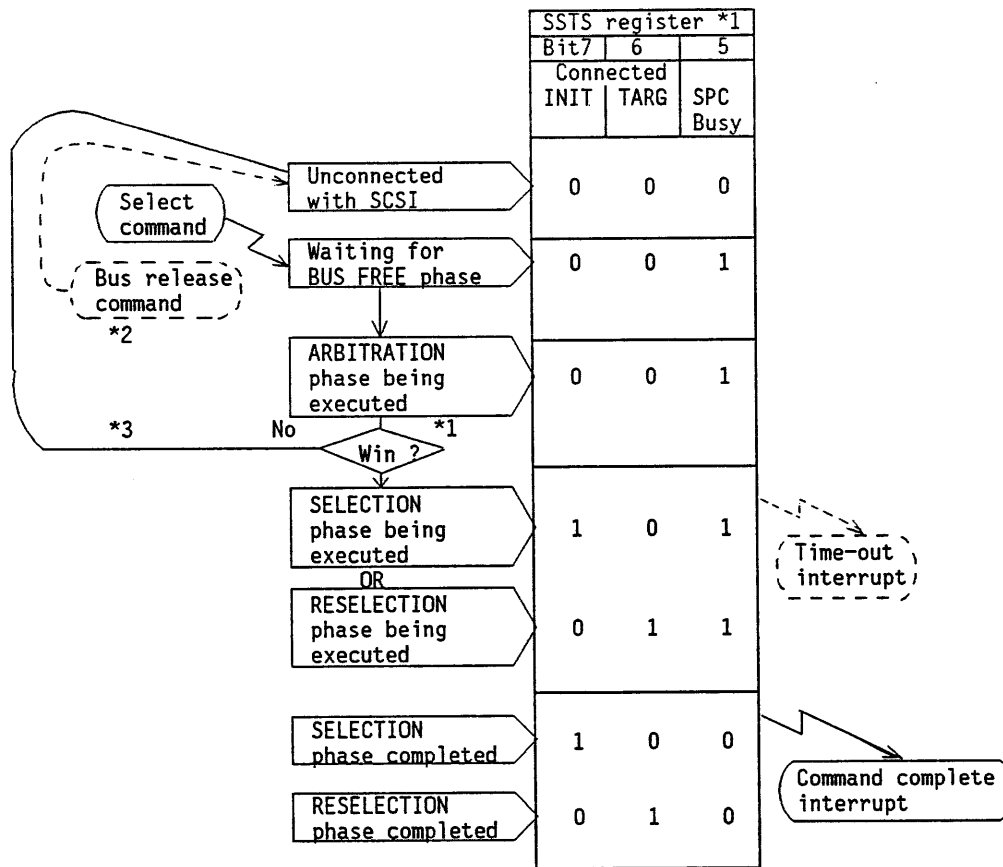 SSTS register *1
Bit7 6 5
Connected
INIT TARG SPC
Busy
Unconnected
with SCSI
0 0 0
Select
command
Waiting for
BUS FREE phase
0 0 1
Bus release
command
*2
ARBITRATION
phase being
executed
0 0 1
*3 No *1
Win ?
SELECTION
phase being
executed
1 0 1
Time-out
interrupt
OR
RESELECTION
phase being
executed
0 1 1
SELECTION
phase completed
1 0 0
Command complete
interrupt
RESELECTION
phase completed
0 1 0